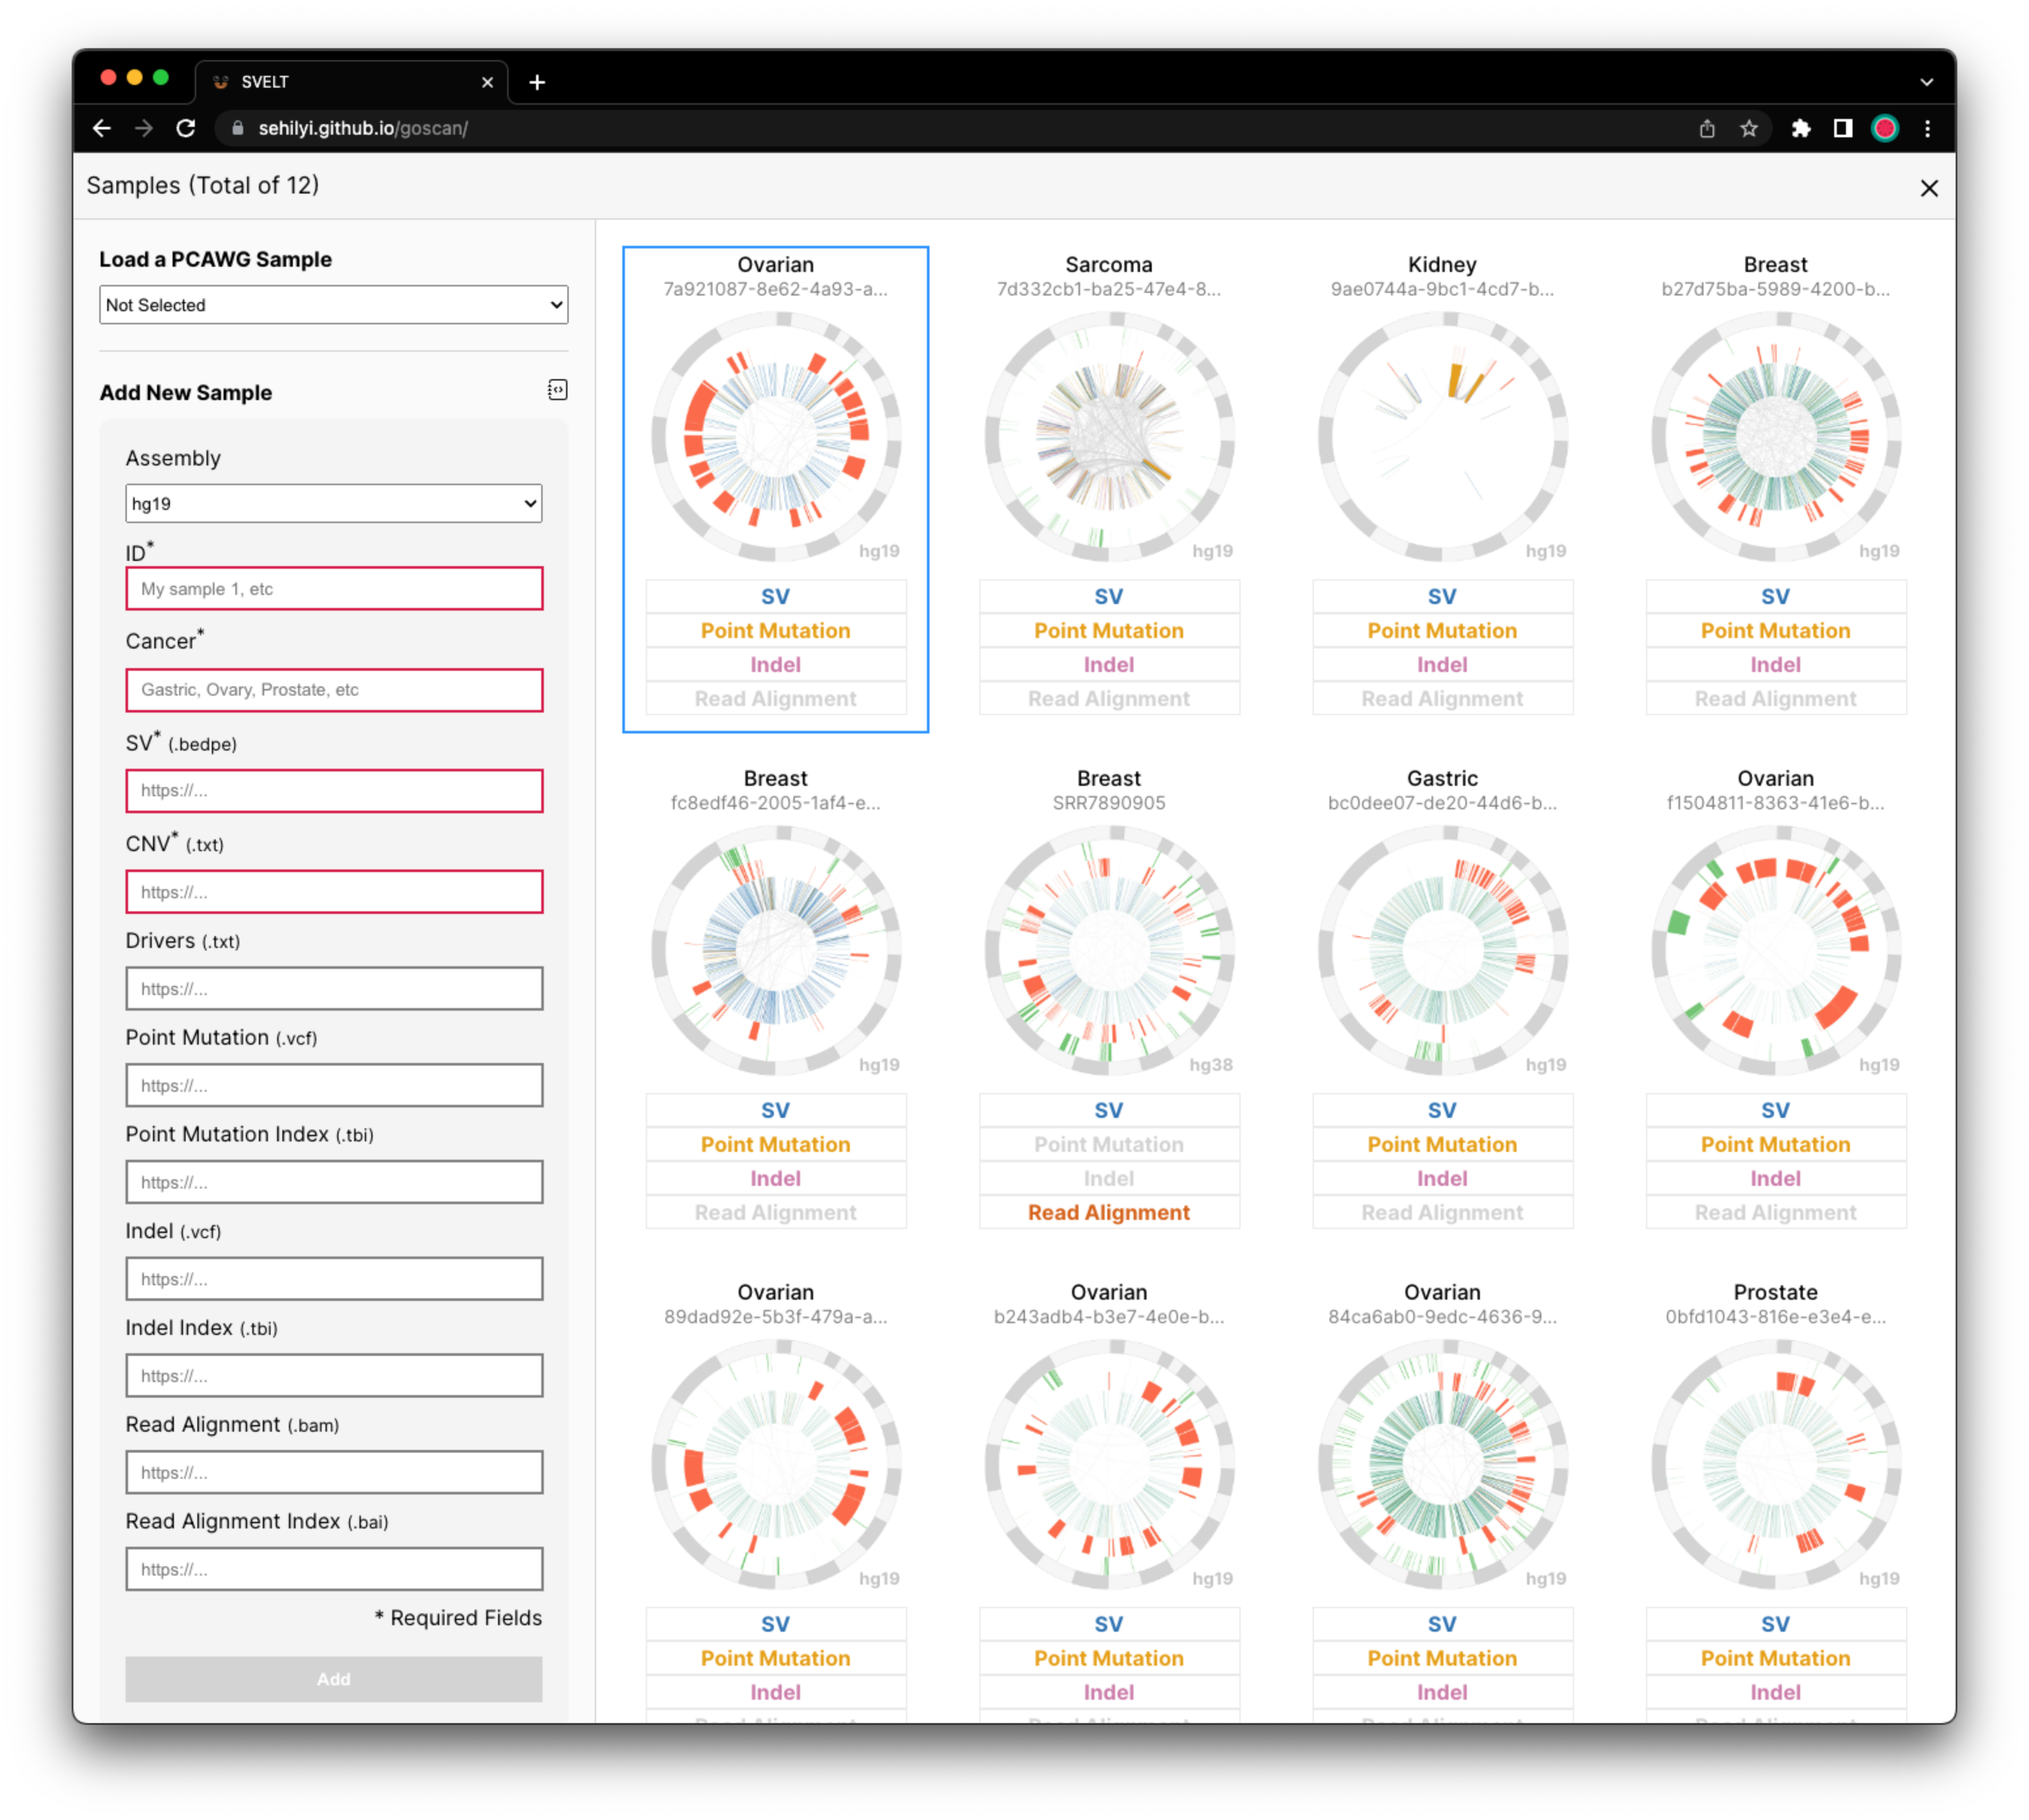 SVELT
sehilyi.github.io/goscan/
Samples (Total of 12)
Load a PCAWG Sample
Not Selected
Add New Sample
Assembly
hg19
ID*
My sample 1, etc
Cancer*
Gastric, Ovary, Prostate, etc
SV* (.bedpe)
https://...
CNV* (.txt)
https://...
Drivers (.txt)
https://...
Point Mutation (.vcf)
https://...
Point Mutation Index (.tbi)
https://...
Indel (.vcf)
https://...
Indel Index (.tbi)
https://...
Read Alignment (.bam)
https://...
Read Alignment Index (.bai)
https://...
* Required Fields
Add
Ovarian
7a921087-8e62-4a93-a...
hg19
SV
Point Mutation
Indel
Read Alignment
Sarcoma
7d332cb1-ba25-47e4-8...
hg19
SV
Point Mutation
Indel
Read Alignment
Kidney
9ae0744a-9bc1-4cd7-b...
hg19
SV
Point Mutation
Indel
Read Alignment
Breast
b27d75ba-5989-4200-b...
hg19
SV
Point Mutation
Indel
Read Alignment
Breast
fc8edf46-2005-1af4-e...
hg19
SV
Point Mutation
Indel
Read Alignment
Breast
SRR7890905
hg38
SV
Point Mutation
Indel
Read Alignment
Gastric
bc0dee07-de20-44d6-b...
hg19
SV
Point Mutation
Indel
Read Alignment
Ovarian
f1504811-8363-41e6-b...
hg19
SV
Point Mutation
Indel
Read Alignment
Ovarian
89dad92e-5b3f-479a-a...
hg19
SV
Point Mutation
Indel
Ovarian
b243adb4-b3e7-4e0e-b...
hg19
SV
Point Mutation
Indel
Ovarian
84ca6ab0-9edc-4636-9...
hg19
SV
Point Mutation
Indel
Prostate
0bfd1043-816e-e3e4-e...
hg19
SV
Point Mutation
Indel